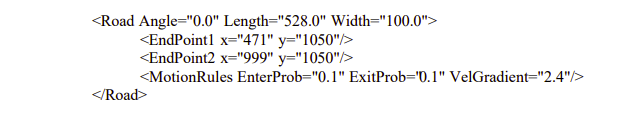 <Road Angle="0.0" Length="528.0" Width="100.0">
<EndPoint1 x="471" y="1050"/>
<EndPoint2 x="999" y="1050"/>
<MotionRules EnterProb="0.1" ExitProb="0.1" VelGradient="2.4"/>
</Road>